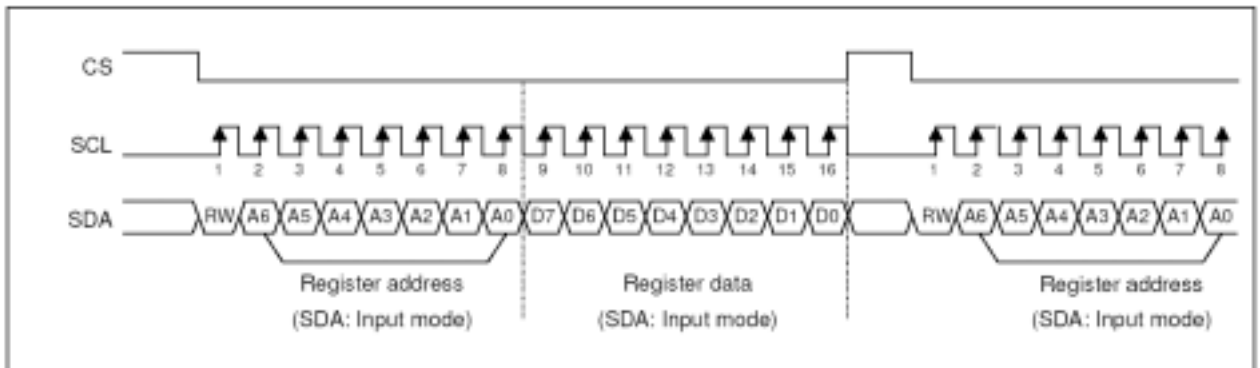 CS
SCL
1 2 3 4 5 6 7 8 9 10 11 12 13 14 15 16 1 2 3 4 5 6 7 8
SDA RW A6 A5 A4 A3 A2 A1 A0 D7 D6 D5 D4 D3 D2 D1 D0 RW A6 A5 A4 A3 A2 A1 A0
Register address Register data Register address
(SDA: Input mode) (SDA: Input mode) (SDA: Input mode)